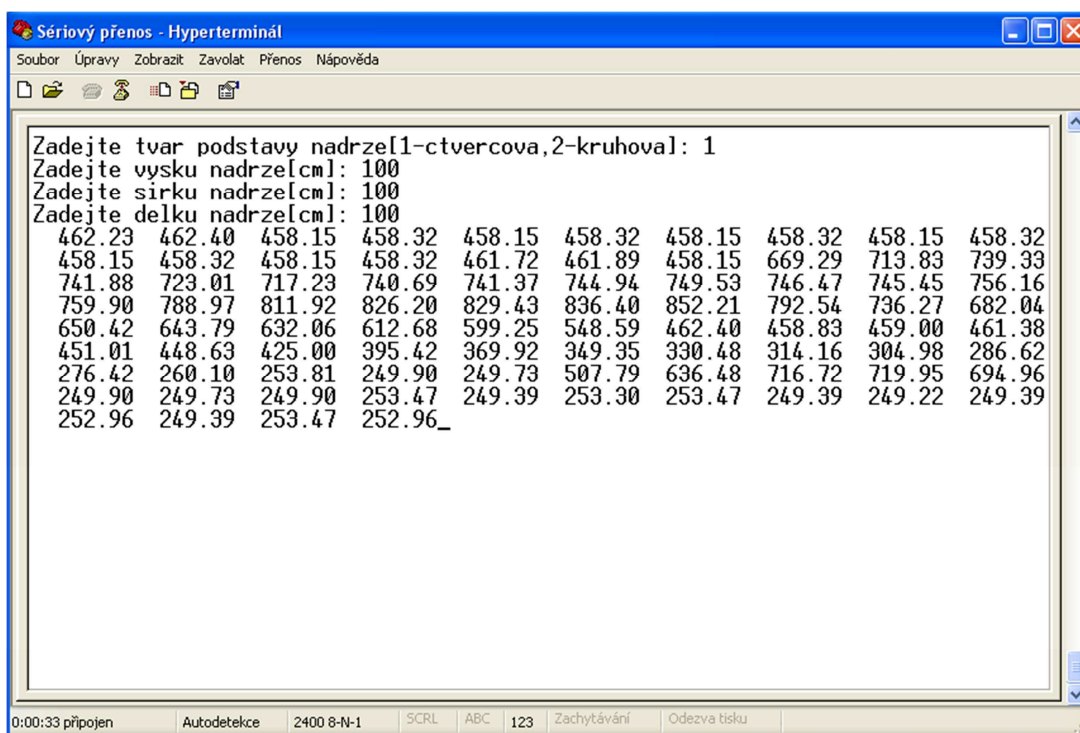 Sériový přenos - Hyperterminál
Soubor Úpravy Zobrazit Zavolat Přenos Nápověda
Zadejte tvar podstavy nadrze[1-ctvercova,2-kruhova]: 1
Zadejte vysku nadrze[cm]: 100
Zadejte sirku nadrze[cm]: 100
Zadejte delku nadrze[cm]: 100
462.23 462.40 458.15 458.32 458.15 458.32 458.15 458.32 458.15 458.32
458.15 458.32 458.15 458.32 461.72 461.89 458.15 669.29 713.83 739.33
741.88 723.01 717.23 740.69 741.37 744.94 749.53 746.47 745.45 756.16
759.90 788.97 811.92 826.20 829.43 836.40 852.21 792.54 736.27 682.04
650.42 643.79 632.06 612.68 599.25 548.59 462.40 458.83 459.00 461.38
451.01 448.63 425.00 395.42 369.92 349.35 330.48 314.16 304.98 286.62
276.42 260.10 253.81 249.90 249.73 507.79 636.48 716.72 719.95 694.96
249.90 249.73 249.90 253.47 249.39 253.30 253.47 249.39 249.22 249.39
252.96 249.39 253.47 252.96_
0:00:33 připojen Autodetekce 2400 8-N-1 SCRL ABC 123 Zachytávání Odezva tisku